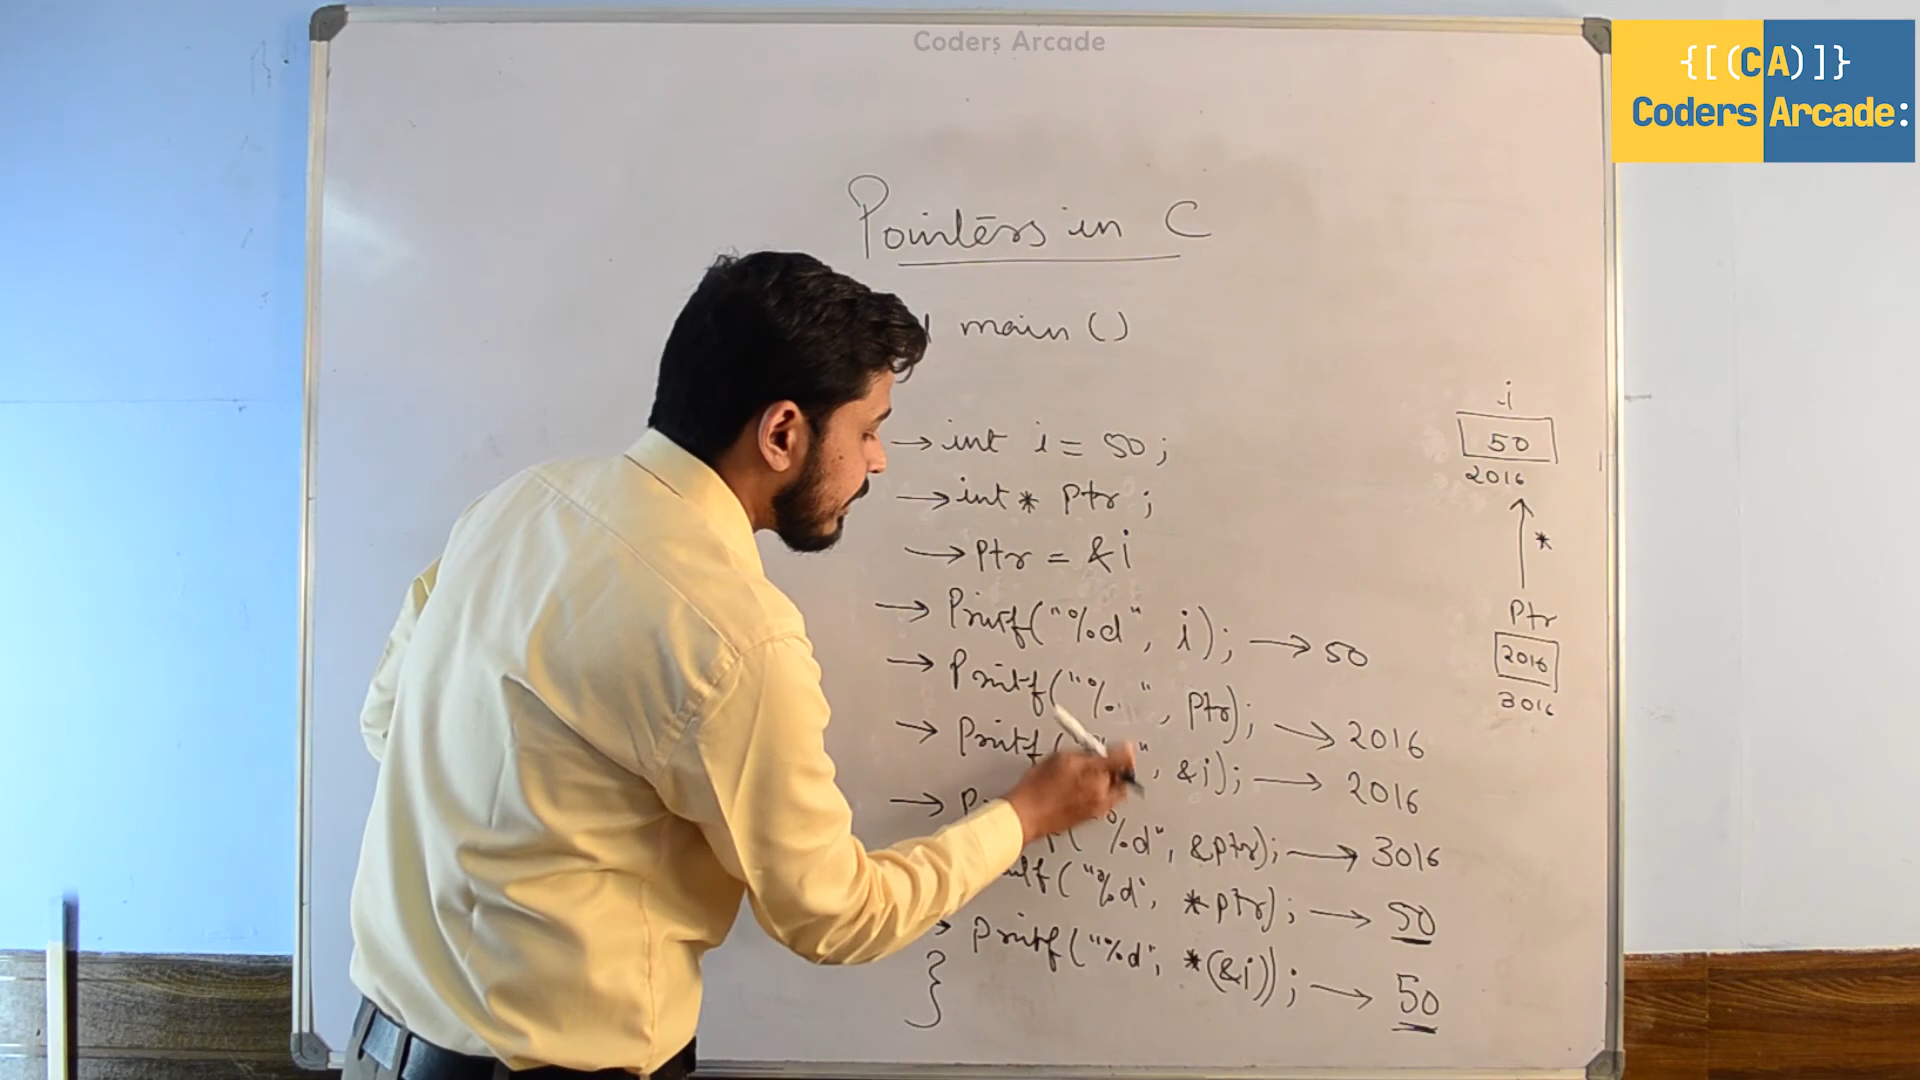 Coders Arcade
{[(CA)]}
Coders Arcade:
Pointers in C
main ()
→ int i = 50;
→ int * ptr ;
→ ptr = &i
→ Printf("%d", i); → 50
→ Printf("%. ", ptr); → 2016
→ Printf( ", &i); → 2016
→ "%d", &ptr); → 3016
("%d", *ptr); → 50
→ Printf("%d", *(&i)); → 50
}
i
50
2016
*
Ptr
2016
3016